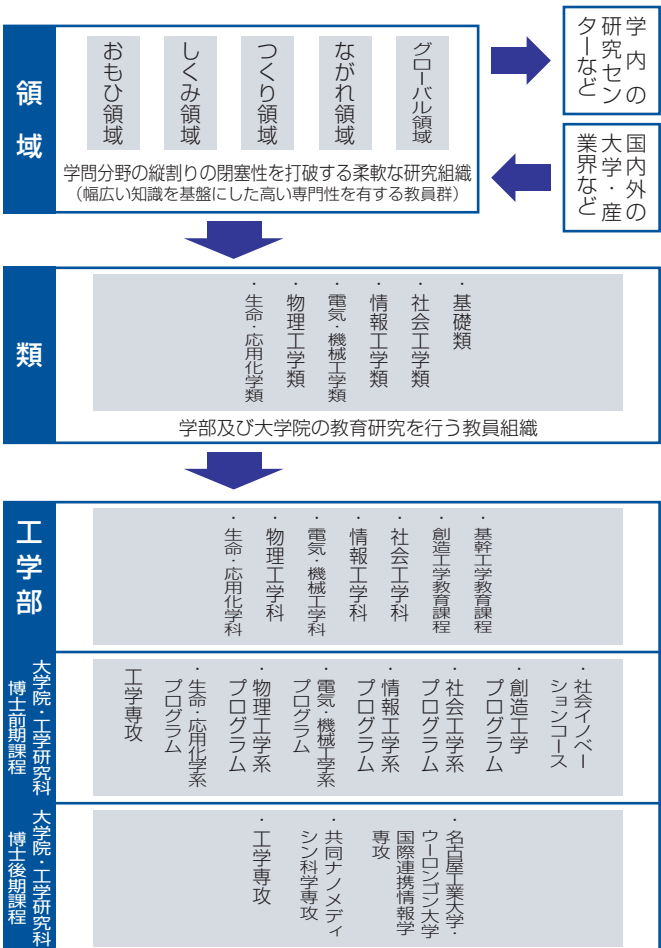 領域
おもひ領域
しくみ領域
つくり領域
ながれ領域
グローバル領域
学問分野の縦割りの閉塞性を打破する柔軟な研究組織
(幅広い知識を基盤にした高い専門性を有する教員群)
学内の
研究セン
ターなど
国内外の
大学・産
業界など
類
・基礎類
・社会工学類
・情報工学類
・電気・機械工学類
・物理工学類
・生命・応用化学類
学部及び大学院の教育研究を行う教員組織
工学部
・基幹工学教育課程
・創造工学教育課程
・社会工学科
・情報工学科
・電気・機械工学科
・物理工学科
・生命・応用化学科
大学院・工学研究科
博士前期課程
工学専攻
・生命・応用化学系
プログラム
・物理工学系
プログラム
・電気・機械工学系
プログラム
・情報工学系
プログラム
・社会工学系
プログラム
・創造工学
プログラム
・社会イノベー
ションコース
大学院・工学研究科
博士後期課程
・工学専攻
・共同ナノメディ
シン科学専攻
・名古屋工業大学・
ウーロンゴン大学
国際連携情報学
専攻